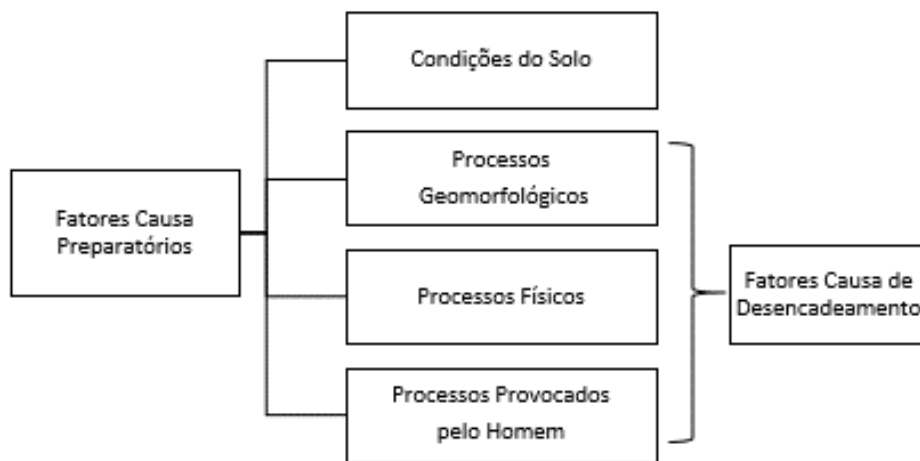 Condições do Solo
Processos
Geomorfológicos
Fatores Causa
Preparatórios
Processos Físicos
Fatores Causa de
Desencadeamento
Processos Provocados
pelo Homem